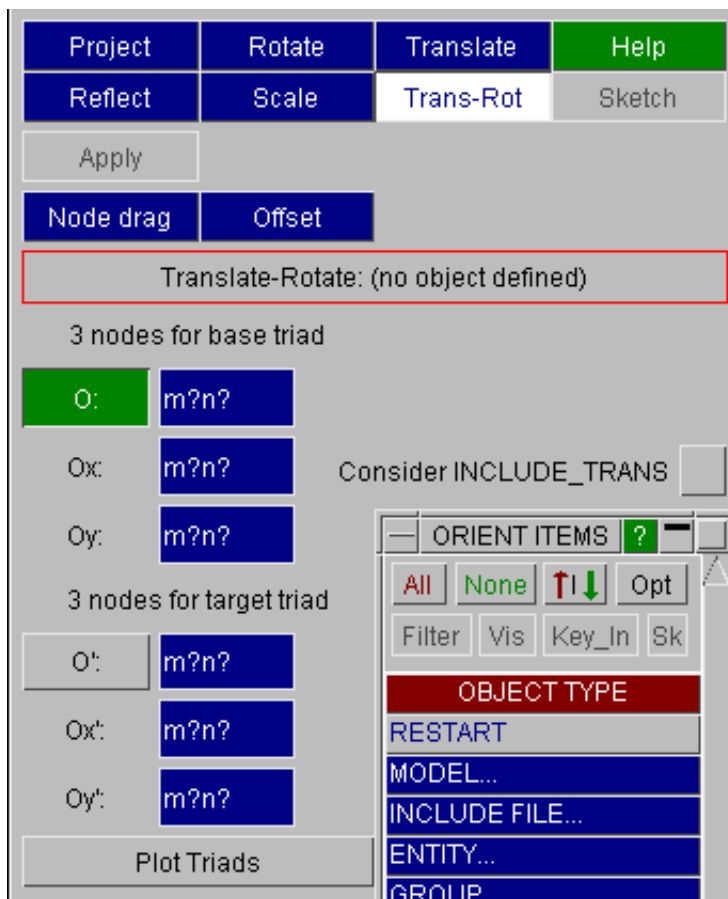 Project Rotate Translate Help
Reflect Scale Trans-Rot Sketch
Apply
Node drag Offset
Translate-Rotate: (no object defined)
3 nodes for base triad
O: m?n?
Ox: m?n? Consider INCLUDE_TRANS
Oy: m?n?
ORIENT ITEMS ?
All None Opt
3 nodes for target triad
Filter Vis Key_In Sk
O': m?n?
OBJECT TYPE
Ox': m?n?
RESTART
MODEL...
Oy': m?n?
INCLUDE FILE...
Plot Triads
ENTITY...
GROUP